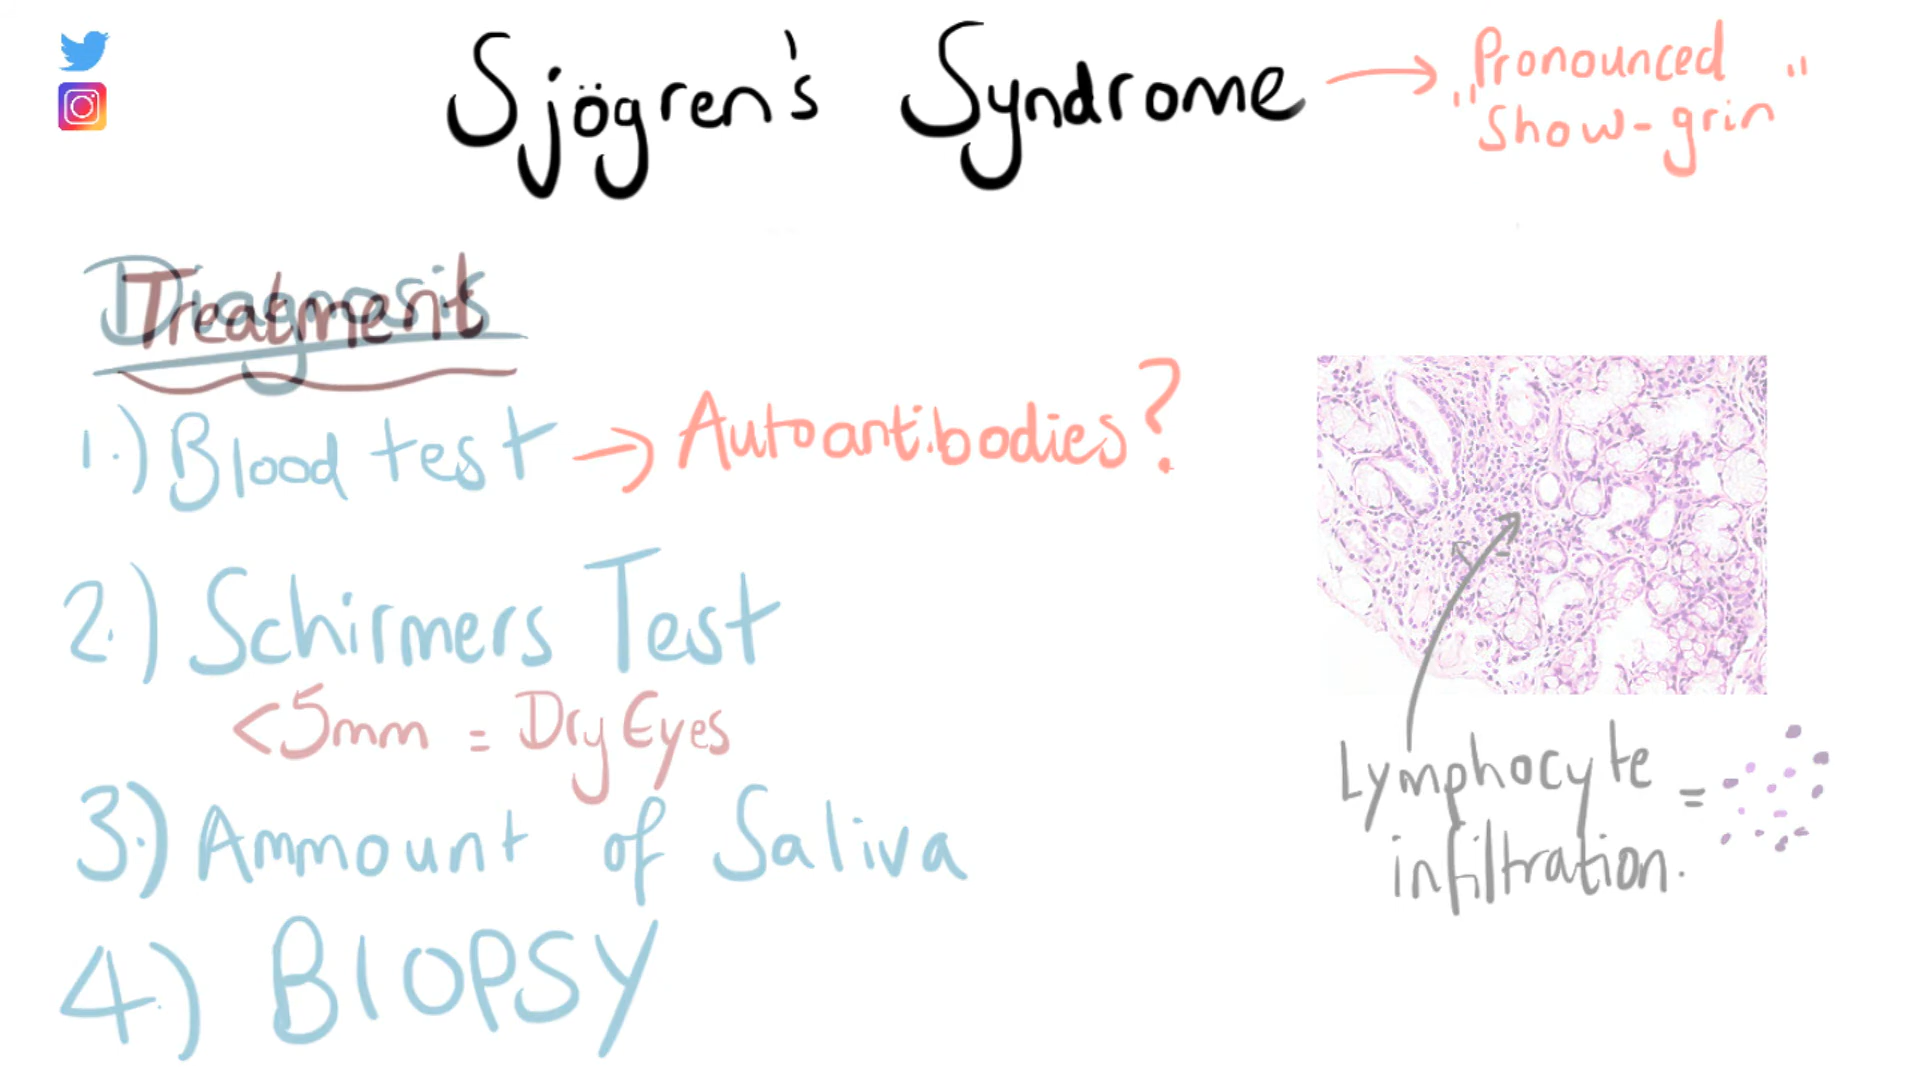 Sjögren's Syndrome → Pronounced
"Show-grin"
Diagnosis
Treatment
1.) Blood test → Autoantibodies?
2.) Schirmers Test
<5mm = Dry Eyes
3.) Ammount of Saliva
4.) BIOPSY
Lymphocyte =
infiltration.